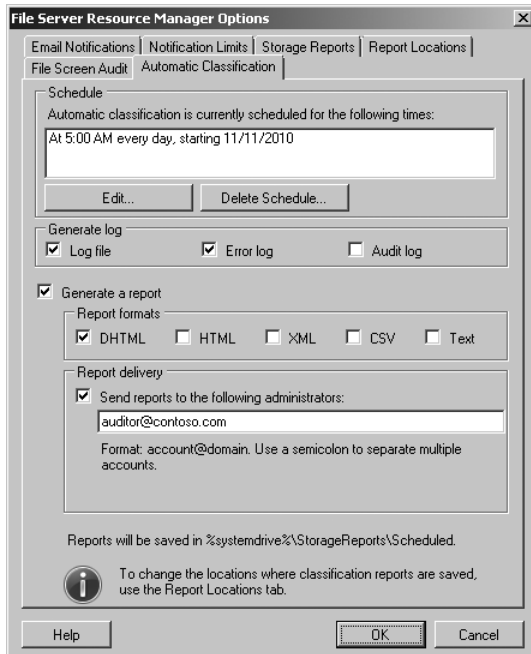 File Server Resource Manager Options
Email Notifications Notification Limits Storage Reports Report Locations
File Screen Audit Automatic Classification
Schedule
Automatic classification is currently scheduled for the following times:
At 5:00 AM every day, starting 11/11/2010
Edit... Delete Schedule...
Generate log
Log file Error log Audit log
Generate a report
Report formats
DHTML HTML XML CSV Text
Report delivery
Send reports to the following administrators:
auditor@contoso.com
Format: account@domain. Use a semicolon to separate multiple
accounts.
Reports will be saved in %systemdrive%\StorageReports\Scheduled.
To change the locations where classification reports are saved,
use the Report Locations tab.
Help OK Cancel